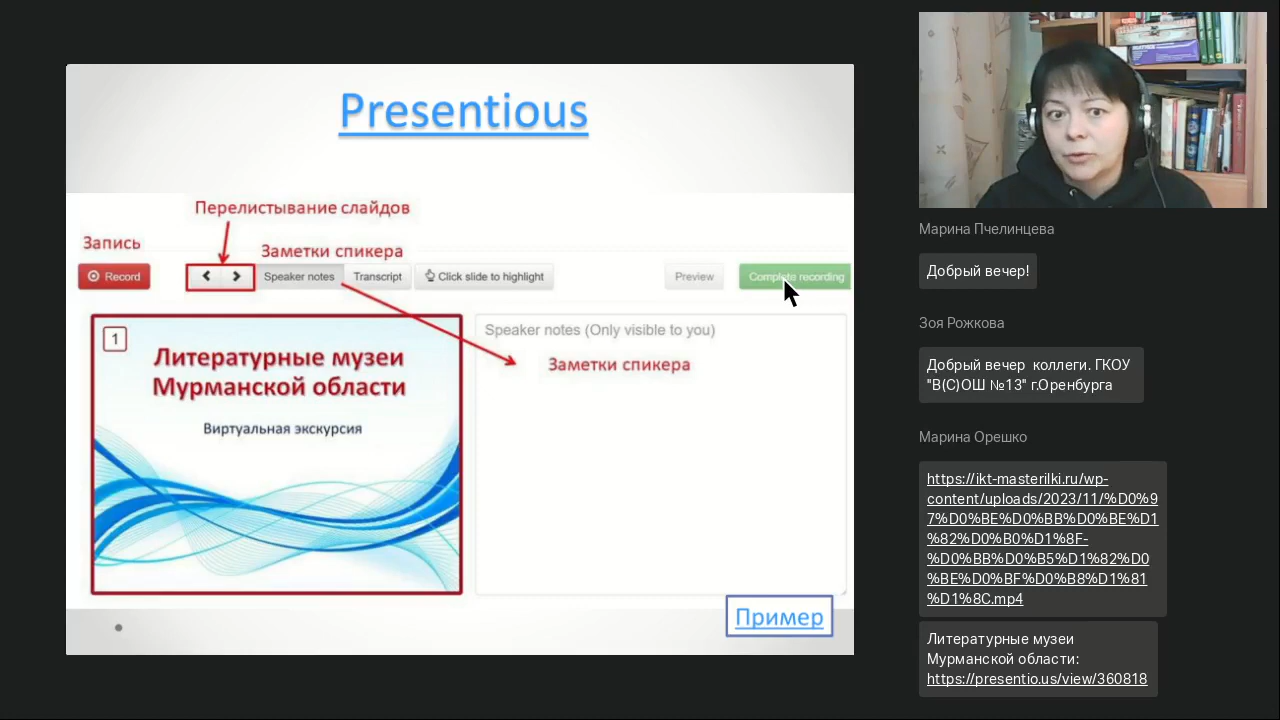 Presentious
Перелистывание слайдов
Запись
Заметки спикера
Record
Speaker notes
Transcript
Click slide to highlight
Preview
Complete recording
1
Литературные музеи
Мурманской области
Виртуальная экскурсия
Speaker notes (Only visible to you)
Заметки спикера
Пример
Марина Пчелинцева
Добрый вечер!
Зоя Рожкова
Добрый вечер коллеги. ГКОУ
"В(С)ОШ №13" г.Оренбурга
Марина Орешко
https://ikt-masterilki.ru/wp-
content/uploads/2023/11/%D0%9
7%D0%BE%D0%BB%D0%BE%D1
%82%D0%B0%D1%8F-
%D0%BB%D0%B5%D1%82%D0
%BE%D0%BF%D0%B8%D1%81
%D1%8C.mp4
Литературные музеи
Мурманской области:
https://presentio.us/view/360818